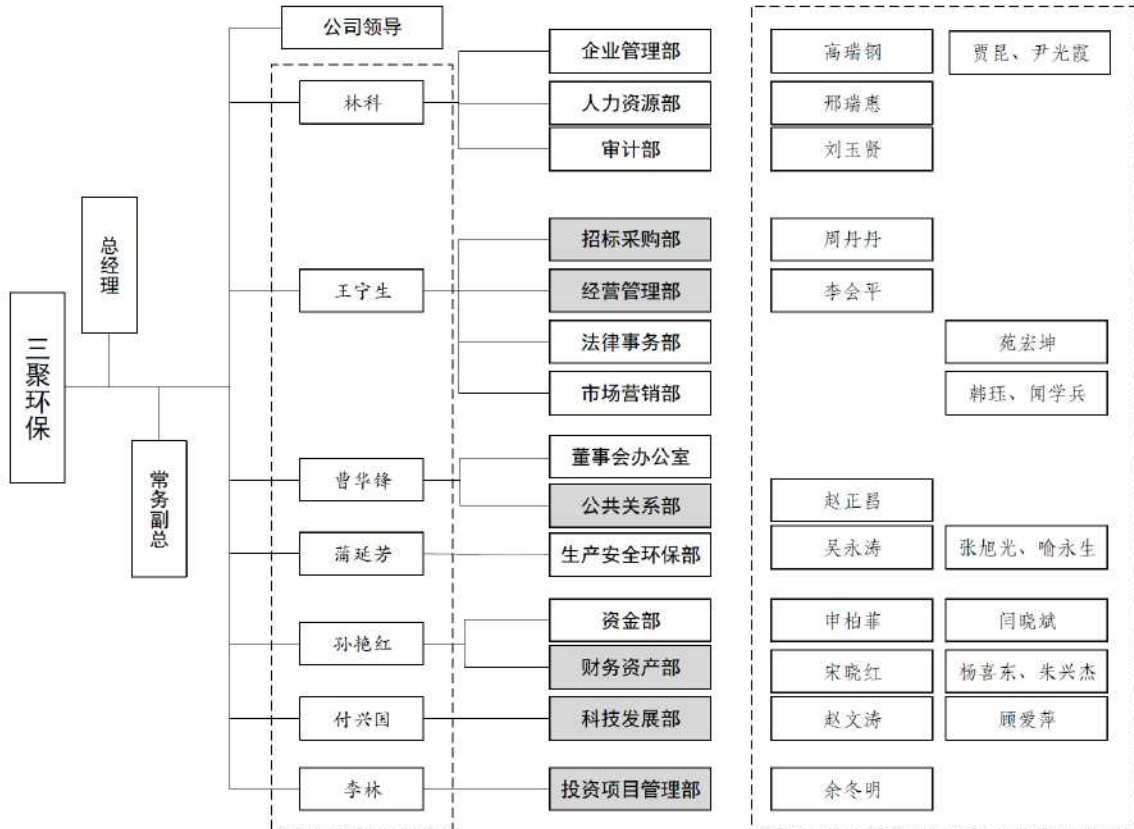 公司领导
企业管理部
高瑞钢
贾昆、尹光霞
林科
人力资源部
邢瑞惠
审计部
刘玉贤
总经理
招标采购部
周丹丹
王宁生
经营管理部
李会平
三聚环保
法律事务部
苑宏坤
市场营销部
韩珏、闻学兵
常务副总
董事会办公室
曹华锋
公共关系部
赵正昌
蒲延芳
生产安全环保部
吴永涛
张旭光、喻永生
资金部
申柏菲
闫晓斌
孙艳红
财务资产部
宋晓红
杨喜东、朱兴杰
付兴国
科技发展部
赵文涛
顾爱萍
李林
投资项目管理部
余冬明